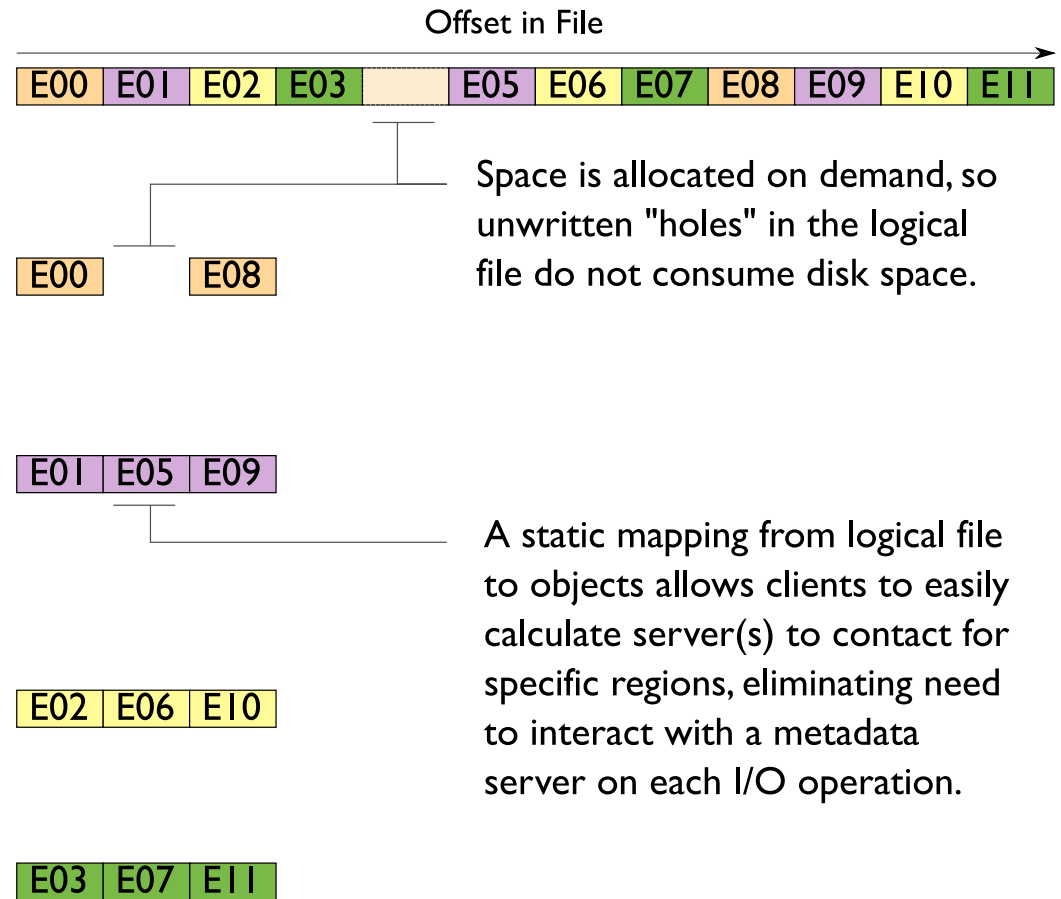 Offset in File
E00 E01 E02 E03 E05 E06 E07 E08 E09 E10 E11
Space is allocated on demand, so
unwritten "holes" in the logical
file do not consume disk space.
E00 E08
E01 E05 E09
A static mapping from logical file
to objects allows clients to easily
calculate server(s) to contact for
specific regions, eliminating need
to interact with a metadata
server on each I/O operation.
E02 E06 E10
E03 E07 E11